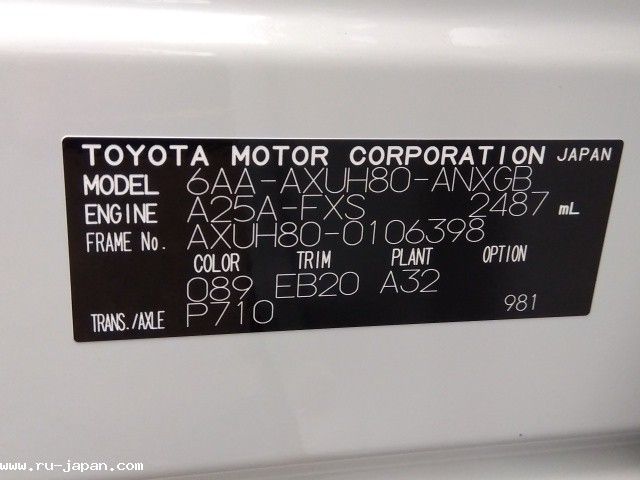 TOYOTA MOTOR CORPORATION JAPAN
MODEL 6AA-AXUH80-ANXGB
ENGINE A25A-FXS 2487 mL
FRAME No. AXUH80-0106398
COLOR TRIM PLANT OPTION
089 EB20 A32
TRANS./AXLE P710 981
www.ru-japan.com